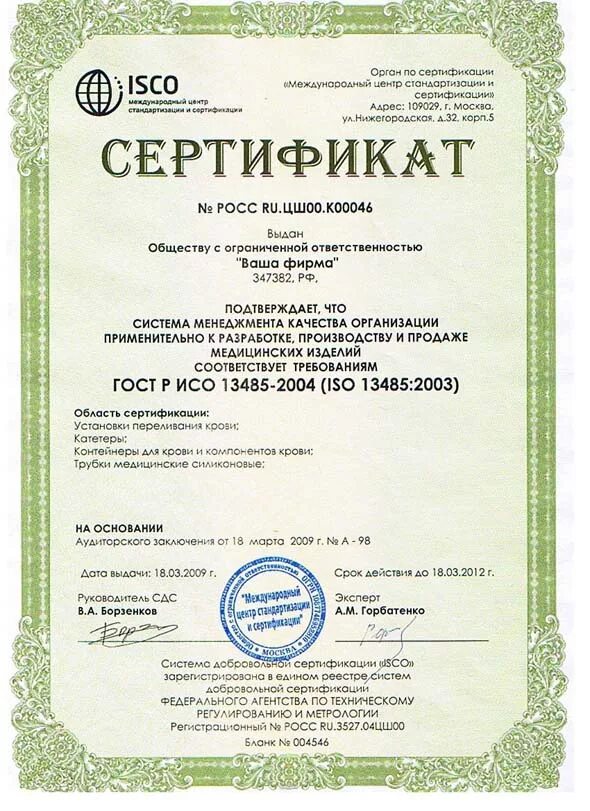 ISCO
международный центр
стандартизации и сертификации
Орган по сертификации
«Международный центр стандартизации и
сертификации»
Адрес: 109029, г. Москва,
ул.Нижегородская, д.32, корп.5
СЕРТИФИКАТ
№ РОСС RU.ЦШ00.К00046
Выдан
Обществу с ограниченной ответственностью
"Ваша фирма"
347382, РФ,
ПОДТВЕРЖДАЕТ, ЧТО
СИСТЕМА МЕНЕДЖМЕНТА КАЧЕСТВА ОРГАНИЗАЦИИ
ПРИМЕНИТЕЛЬНО К РАЗРАБОТКЕ, ПРОИЗВОДСТВУ И ПРОДАЖЕ
МЕДИЦИНСКИХ ИЗДЕЛИЙ
СООТВЕТСТВУЕТ ТРЕБОВАНИЯМ
ГОСТ Р ИСО 13485-2004 (ISO 13485:2003)
Область сертификации:
Установки переливания крови;
Катетеры;
Контейнеры для крови и компонентов крови;
Трубки медицинские силиконовые;
НА ОСНОВАНИИ
Аудиторского заключения от 18 марта 2009 г. № А - 98
Дата выдачи: 18.03.2009 г.
Срок действия до 18.03.2012 г.
Руководитель СДС
В.А. Борзенков
Эксперт
А.М. Горбатенко
Общество с ограниченной ответственностью
"Международный
центр стандартизации
и сертификации"
* МОСКВА *
Система добровольной сертификации «ISCO»
зарегистрирована в едином реестре систем
добровольной сертификации
ФЕДЕРАЛЬНОГО АГЕНТСТВА ПО ТЕХНИЧЕСКОМУ
РЕГУЛИРОВАНИЮ И МЕТРОЛОГИИ
Регистрационный № РОСС RU.3527.04ЦШ00
Бланк № 004546